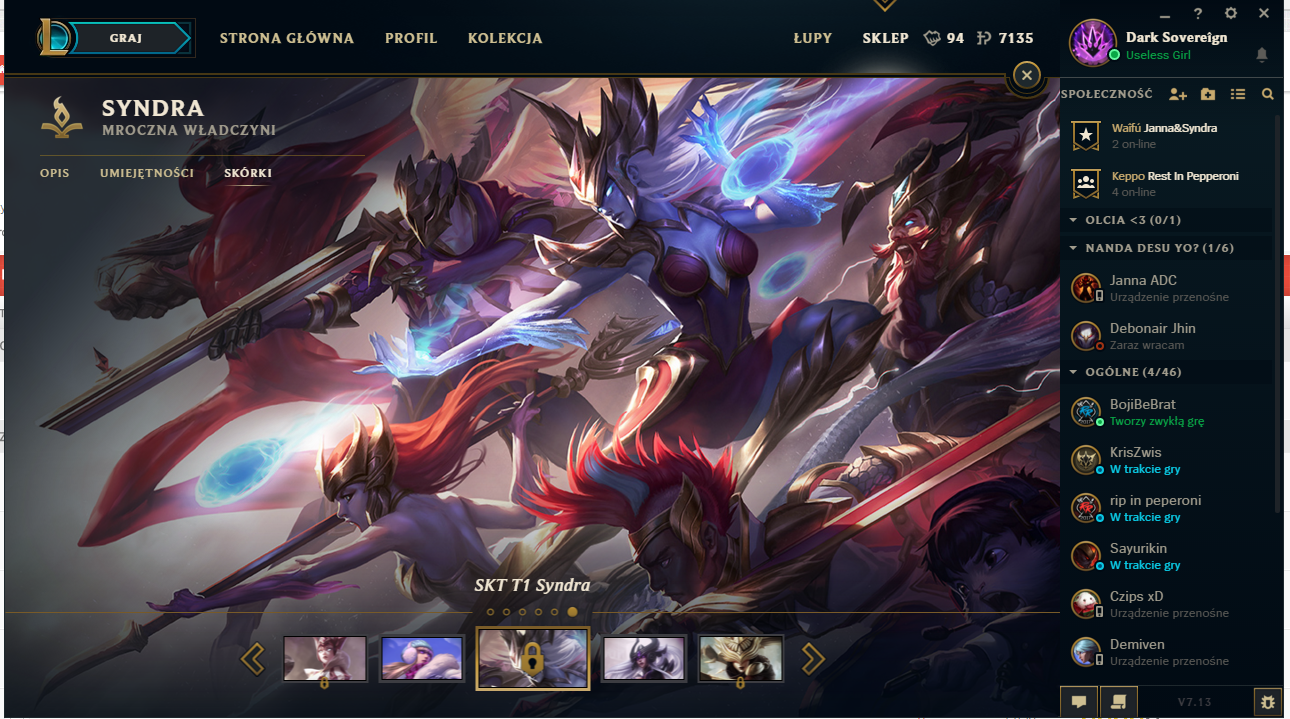 GRAJ
STRONA GŁÓWNA
PROFIL
KOLEKCJA
ŁUPY
SKLEP
94
7135
?
Dark Sovereîgn
Useless Girl
SYNDRA
MROCZNA WŁADCZYNI
OPIS
UMIEJĘTNOŚCI
SKÓRKI
SPOŁECZNOŚĆ
Waîfú Janna&Syndra
2 on-line
Keppo Rest In Pepperoni
4 on-line
OLCIA <3 (0/1)
NANDA DESU YO? (1/6)
Janna ADC
Urządzenie przenośne
Debonair Jhin
Zaraz wracam
OGÓLNE (4/46)
BojiBeBrat
Tworzy zwykłą grę
KrisZwis
W trakcie gry
rip in peperoni
W trakcie gry
Sayurikin
W trakcie gry
Czips xD
Urządzenie przenośne
Demiven
Urządzenie przenośne
SKT T1 Syndra
V7.13